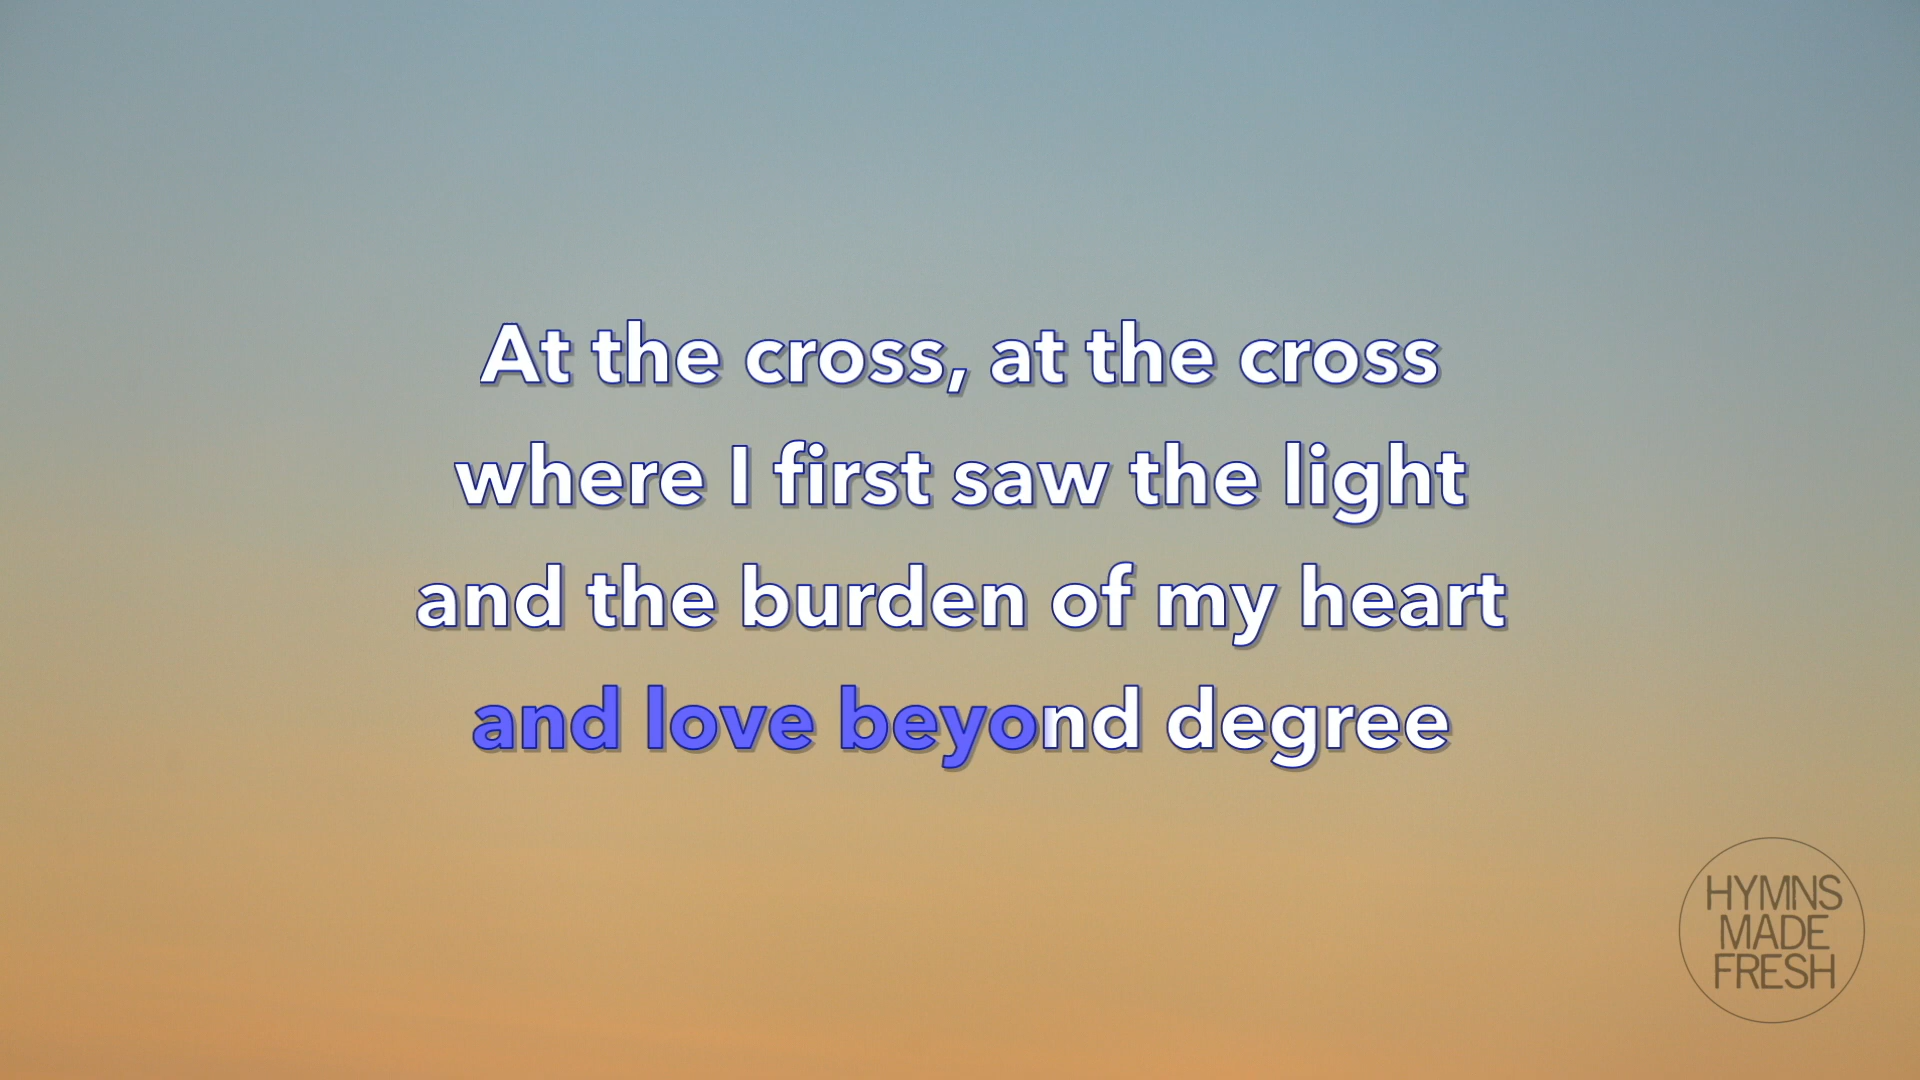 At the cross, at the cross
where I first saw the light
and the burden of my heart
and love beyond degree
HYMNS
MADE
FRESH